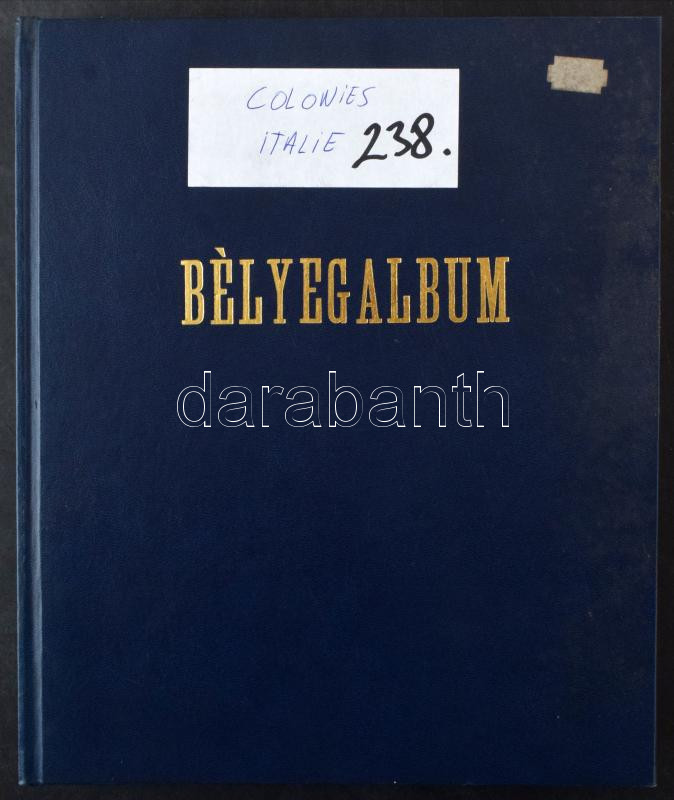 COLONIES
ITALIE 238.
BÈLYEGALBUM
darabanth